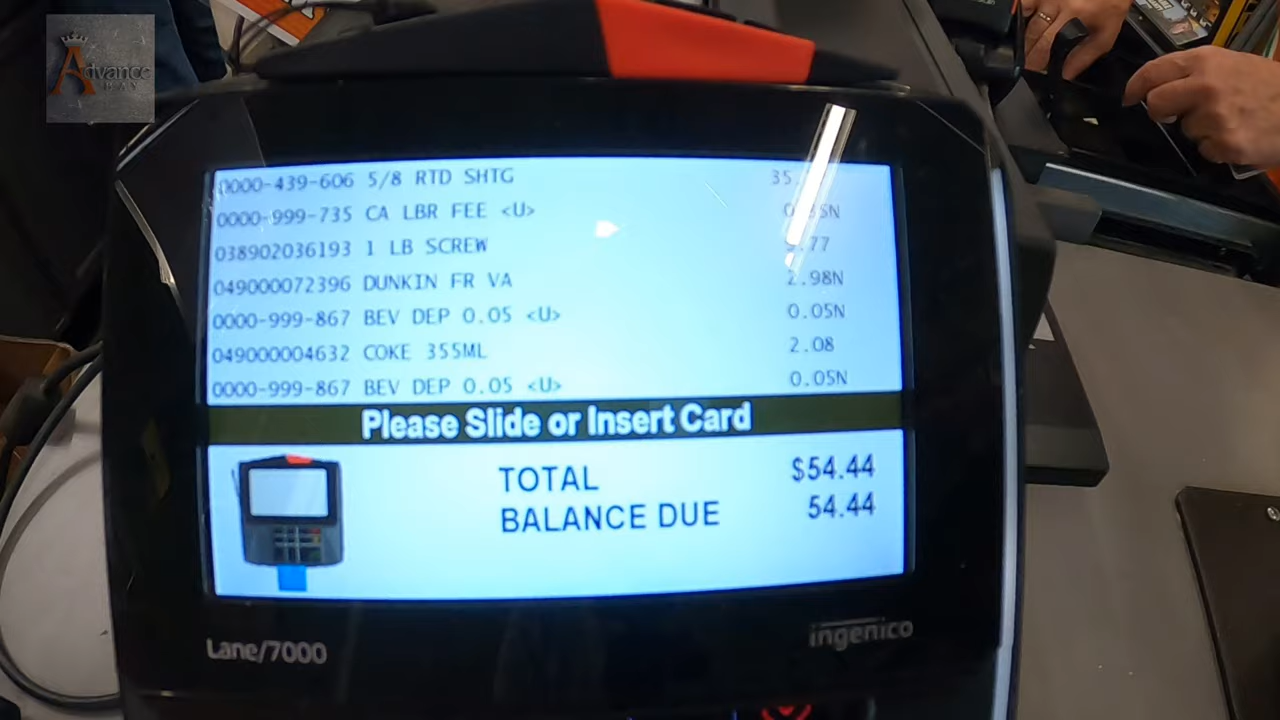 Advance
0000-439-606 5/8 RTD SHTG 35.
0000-999-735 CA LBR FEE <U>
038902036193 1 LB SCREW .77
049000072396 DUNKIN FR VA 2.98N
0000-999-867 BEV DEP 0.05 <U> 0.05N
049000004632 COKE 355ML 2.08
0000-999-867 BEV DEP 0.05 <U> 0.05N
Please Slide or Insert Card
TOTAL $54.44
BALANCE DUE 54.44
Lane/7000 ingenico